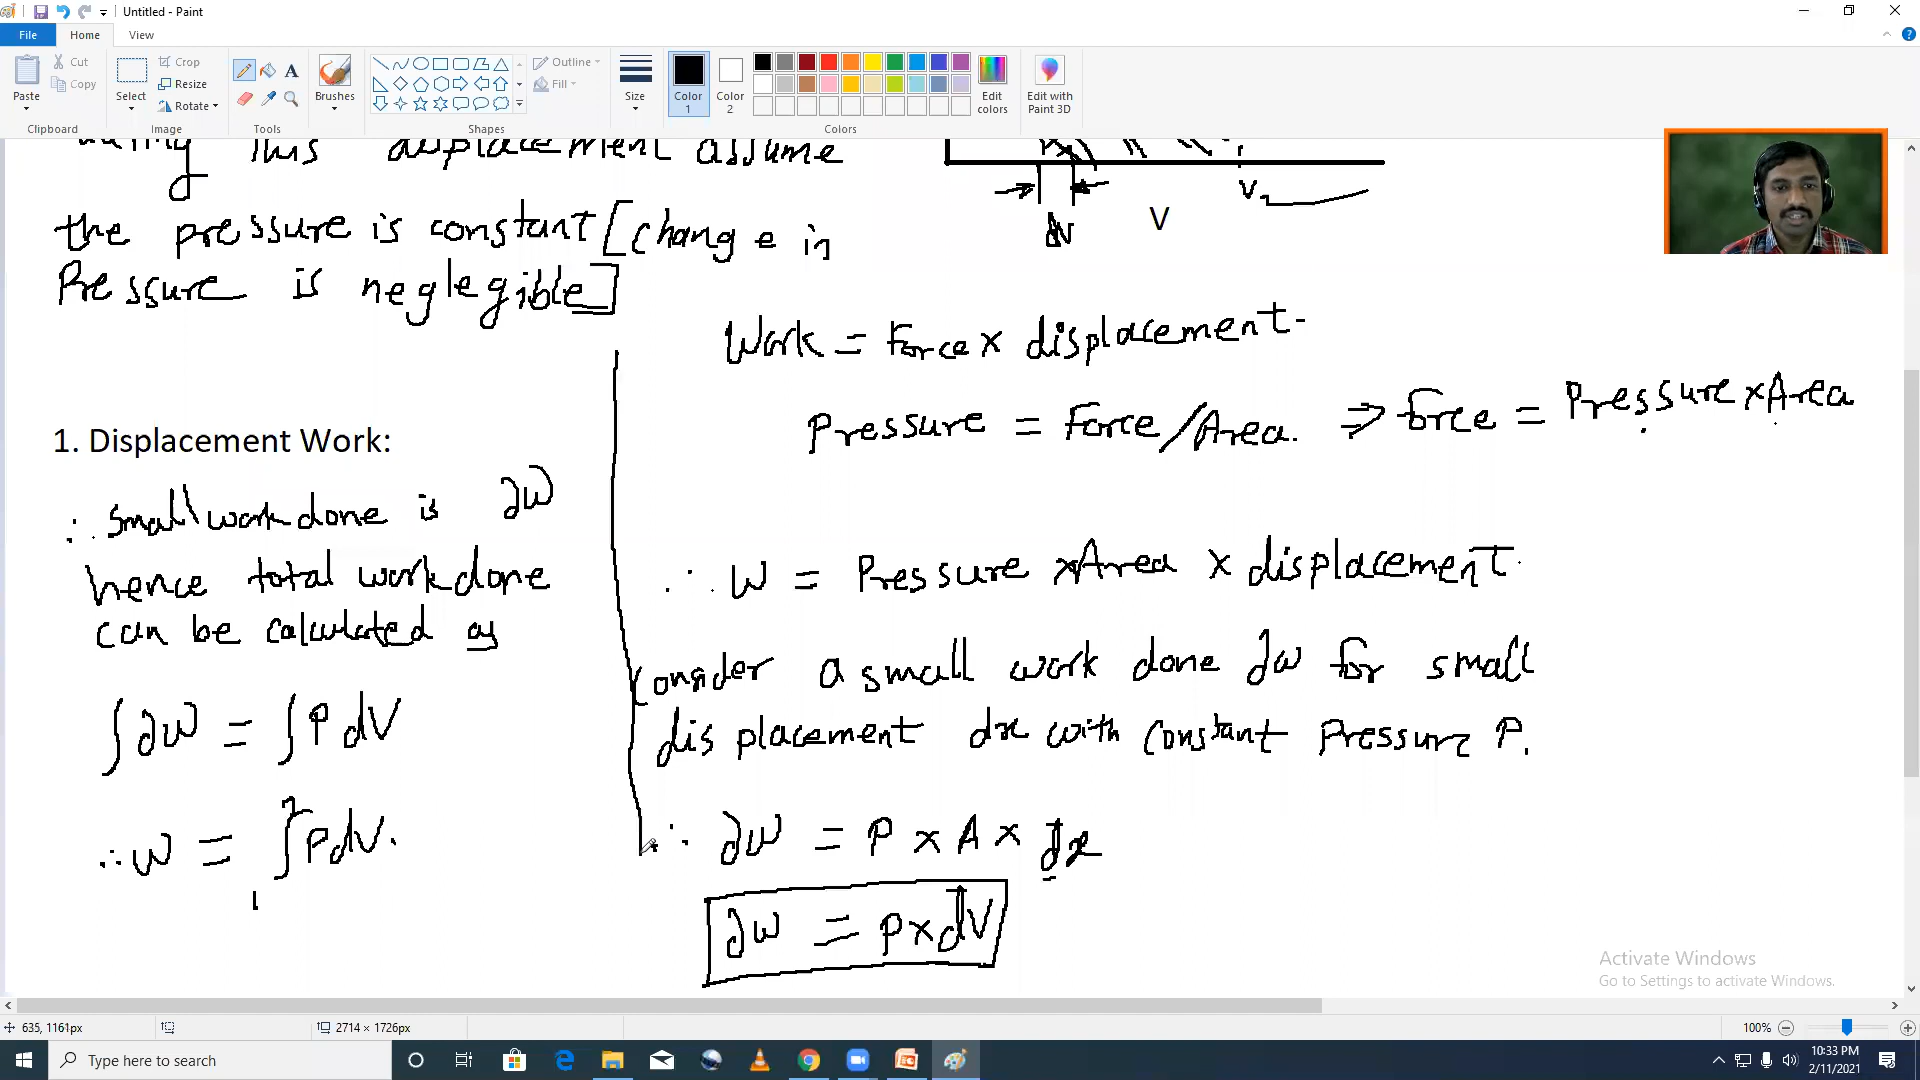 Untitled - Paint
File Home View
Paste
Cut
Copy
Clipboard
Select
Crop
Resize
Rotate
Image
Tools
Brushes
Shapes
Outline
Fill
Size
Color 1
Color 2
Edit colors
Edit with Paint 3D
Colors
This displacement assume
the pressure is constant [change in
Pressure is neglegible]
dV
V
V₂
Work = Force x displacement.
Pressure = Force/Area. ⇒ force = Pressure x Area
1. Displacement Work:
∴ small work done is ∂W
hence total work done
can be calculated as
∫∂W = ∫P dV
∴ W = ∫₁² P dV.
∴ W = Pressure x Area x displacement.
Consider a small work done ∂W for small
displacement dx with constant Pressure P.
∴ ∂W = P x A x dx
∂W = P x dV
Activate Windows
Go to Settings to activate Windows.
635, 1161px
2714 × 1726px
100%
Type here to search
10:33 PM
2/11/2021